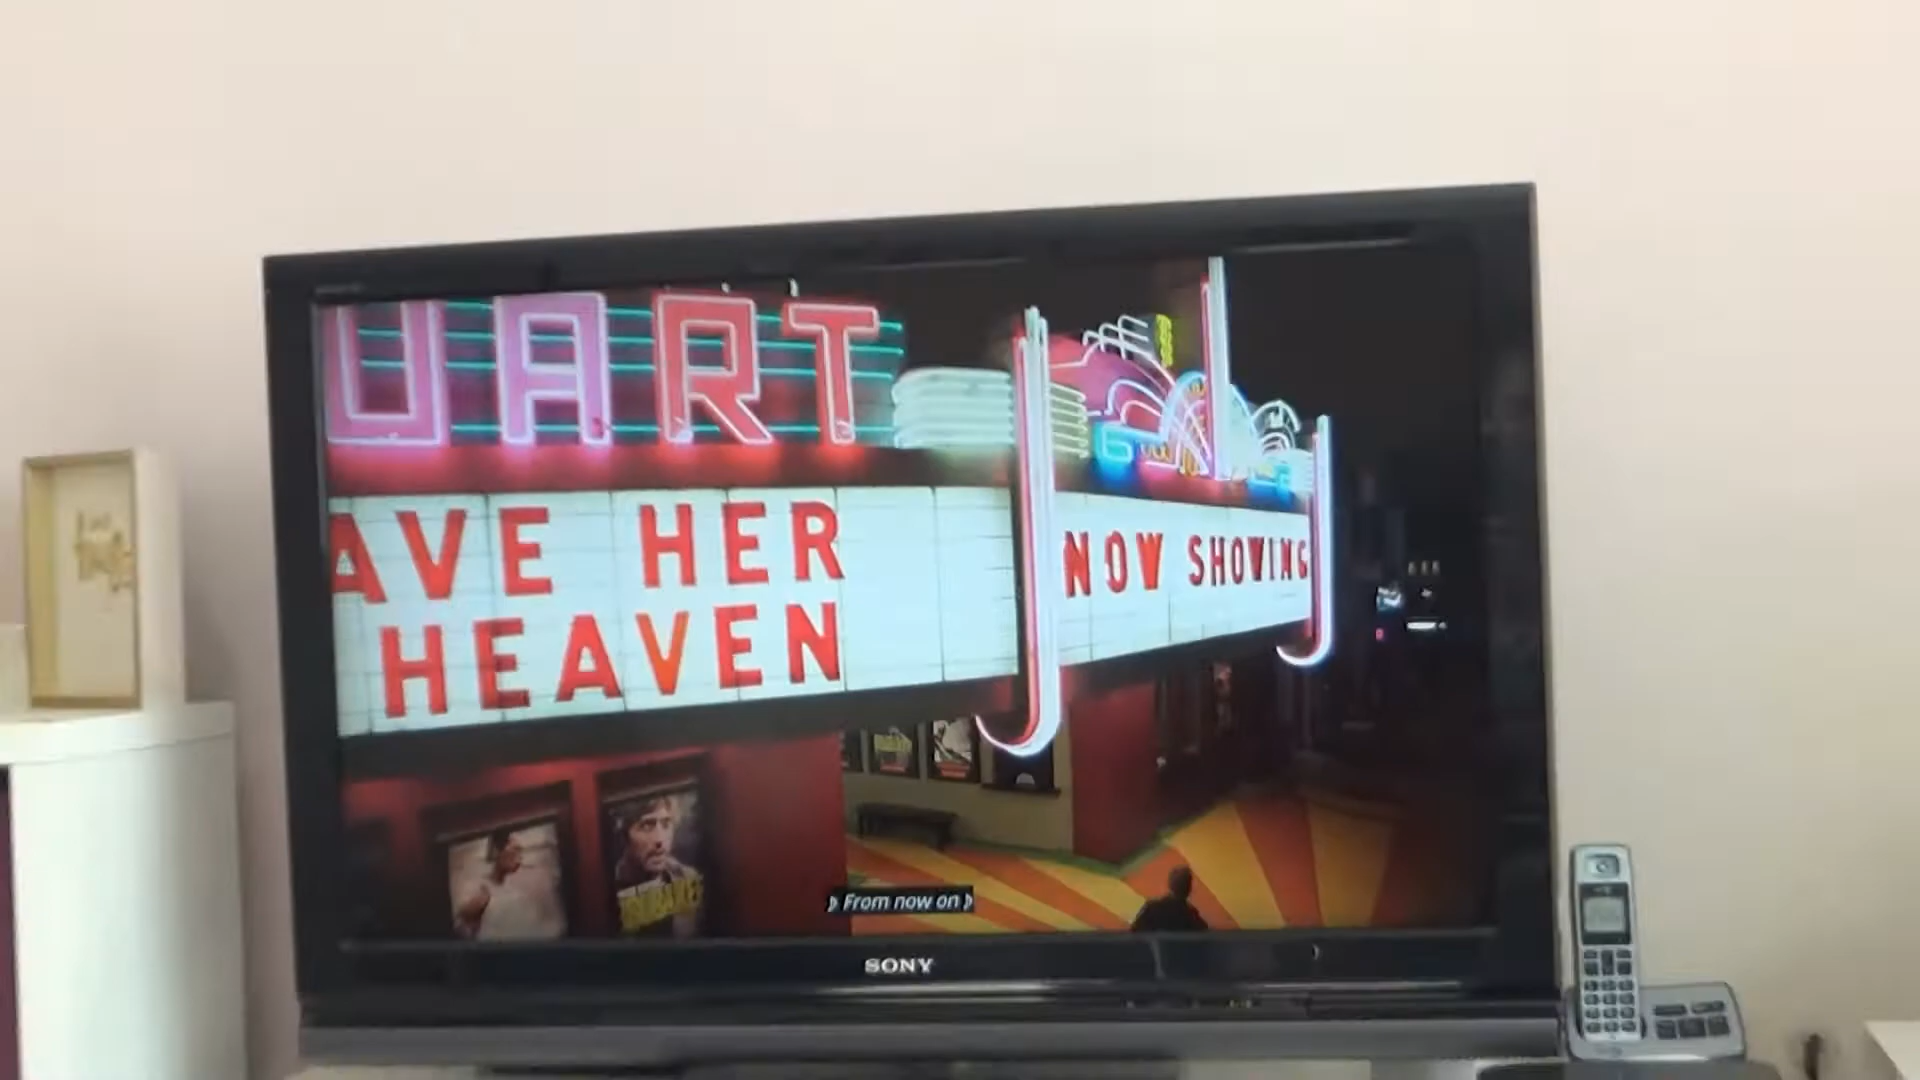 UART
AVE HER
HEAVEN
NOW SHOWING
From now on
SONY